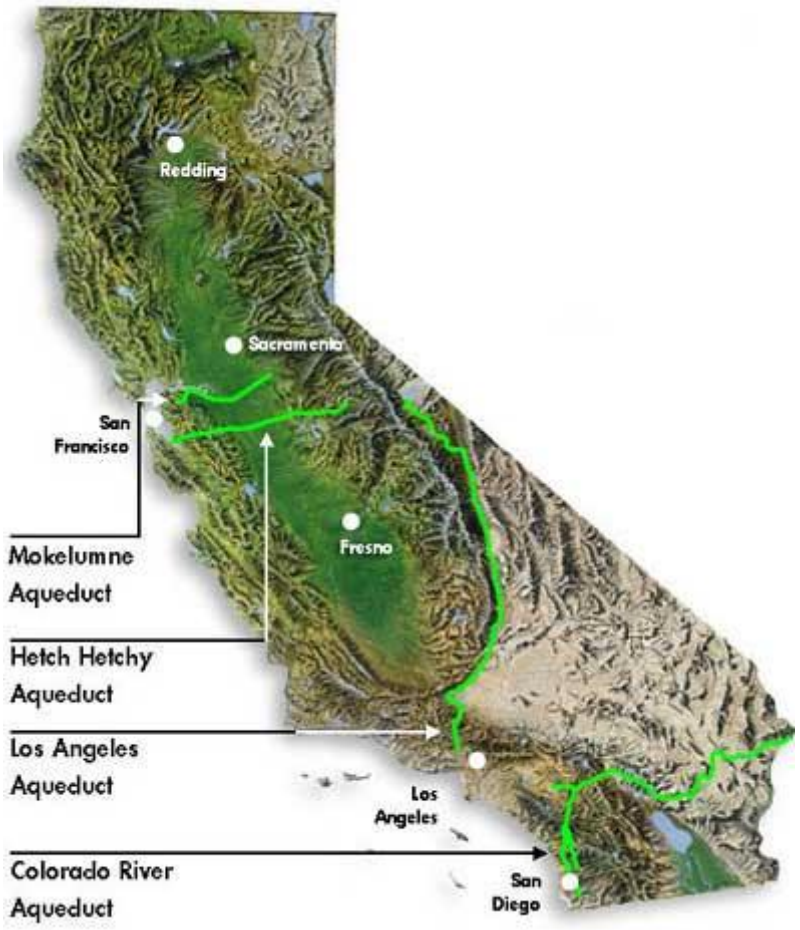 Redding
Sacramento
San
Francisco
Fresno
Mokelumne
Aqueduct
Hetch Hetchy
Aqueduct
Los Angeles
Aqueduct
Los
Angeles
Colorado River
Aqueduct
San
Diego